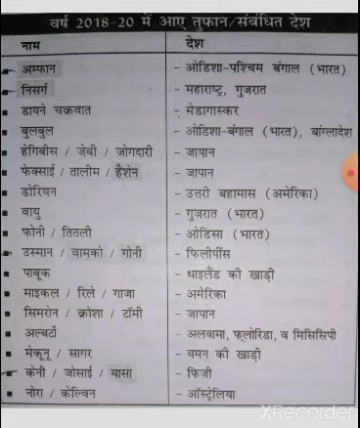 वर्ष 2018-20 में आए तुफान/संबंधित देश
नाम देश
अम्फान - ओडिशा-पश्चिम बंगाल (भारत)
निसर्ग - महाराष्ट्र, गुजरात
डायने चक्रवात - मेडागास्कर
बुलबुल - ओडिशा-बंगाल (भारत), बांग्लादेश
हेगिबीस / जेबी / जोगदारी - जापान
फेक्साई / तालीम / हैशेन - जापान
डोरियन - उतरी बहामास (अमेरिका)
वायु - गुजरात (भारत)
फोनी / तितली - ओडिसा (भारत)
उस्मान / वामको / गोनी - फिलीपींस
पाबूक - थाइलैंड की खाड़ी
माइकल / रिले / गाजा - अमेरिका
सिमरोन / क्रोशा / टॉमी - जापान
अल्बर्टो - अलबामा, फ्लोरिडा, व मिसिसिपी
मेकूनू / सागर - यमन की खाड़ी
केनी / जोसाई / यासा - फिजी
नोरा / केल्विन - ऑस्ट्रेलिया
XRecorder